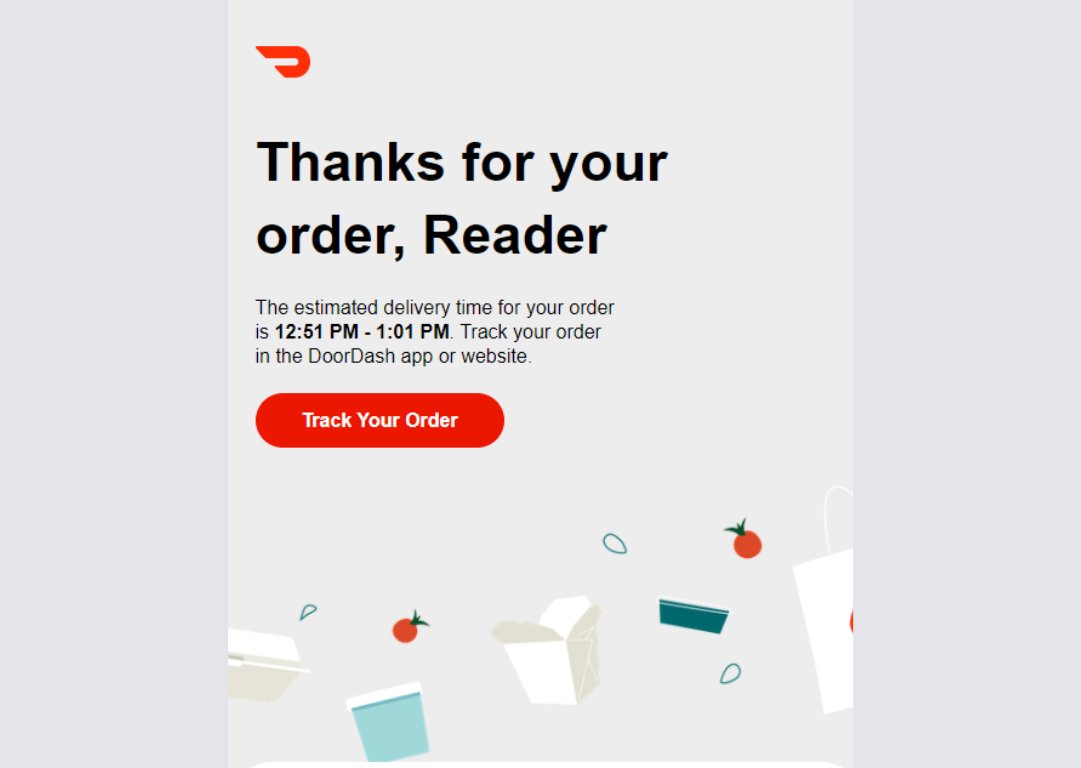 Thanks for your
order, Reader
The estimated delivery time for your order
is 12:51 PM - 1:01 PM. Track your order
in the DoorDash app or website.
Track Your Order